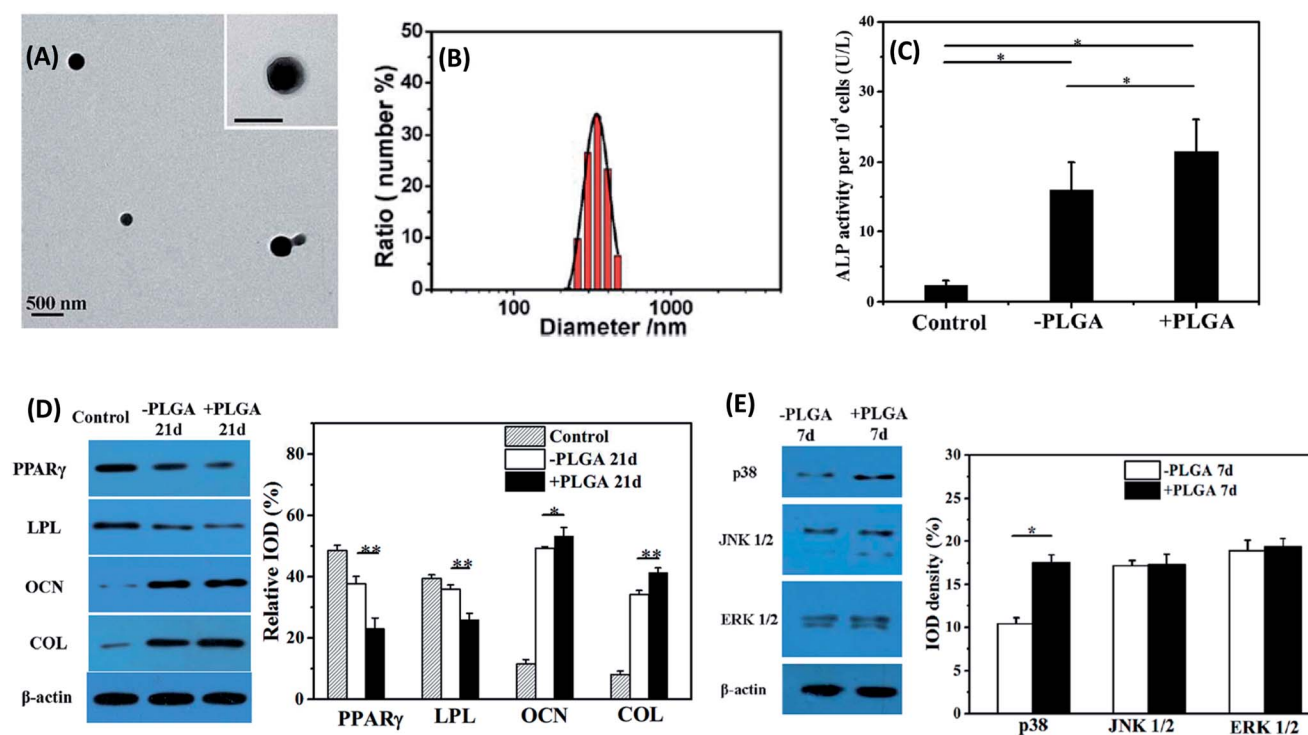 (A)
500 nm
(B)
Ratio ( number %)
50
40
30
20
10
0
100
1000
Diameter /nm
(C)
ALP activity per 10⁴ cells (U/L)
40
30
20
10
0
*
*
*
Control
-PLGA
+PLGA
(D)
Control
-PLGA
21d
+PLGA
21d
PPARγ
LPL
OCN
COL
β-actin
Relative IOD (%)
80
60
40
20
0
Control
-PLGA 21d
+PLGA 21d
**
**
*
**
PPARγ
LPL
OCN
COL
(E)
-PLGA
7d
+PLGA
7d
p38
JNK 1/2
ERK 1/2
β-actin
IOD density (%)
30
25
20
15
10
5
0
-PLGA 7d
+PLGA 7d
*
p38
JNK 1/2
ERK 1/2